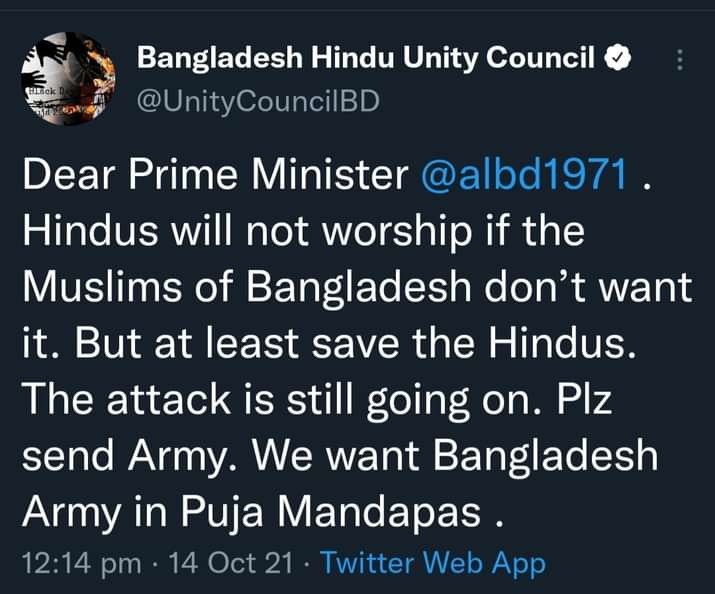 Bangladesh Hindu Unity Council
@UnityCouncilBD
Dear Prime Minister @albd1971 .
Hindus will not worship if the
Muslims of Bangladesh don’t want
it. But at least save the Hindus.
The attack is still going on. Plz
send Army. We want Bangladesh
Army in Puja Mandapas .
12:14 pm · 14 Oct 21 · Twitter Web App